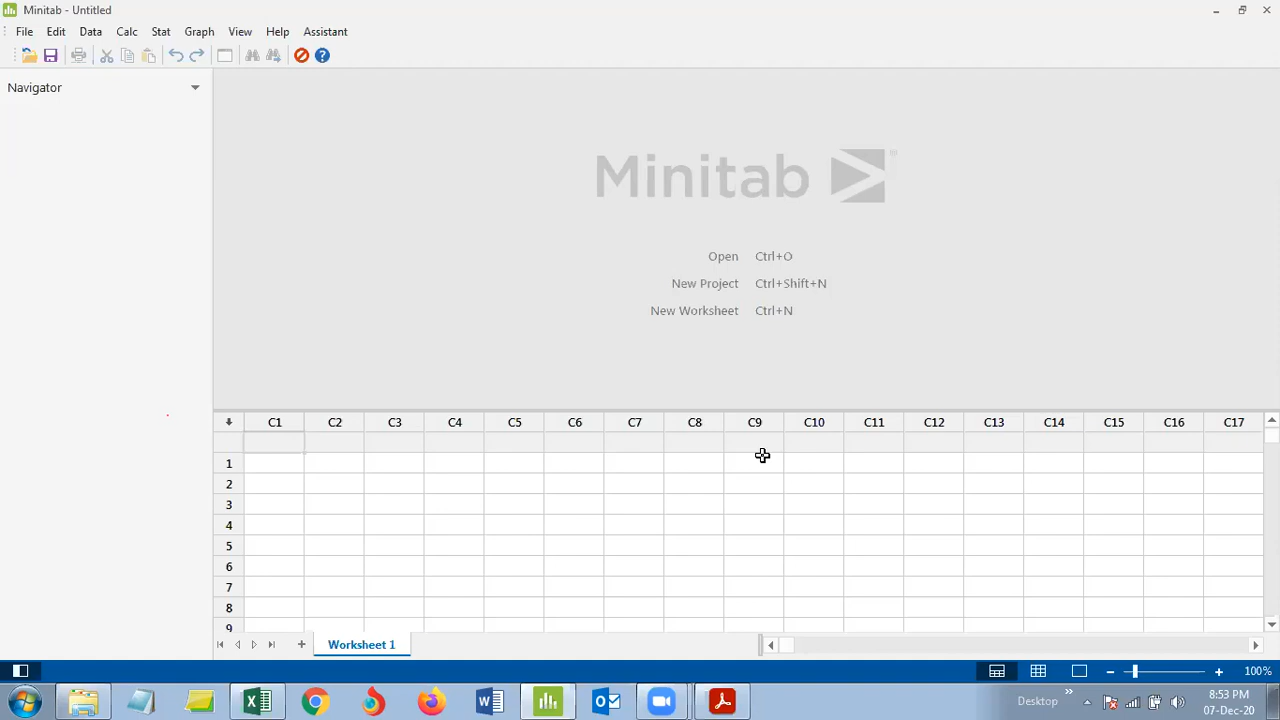 Minitab - Untitled
File Edit Data Calc Stat Graph View Help Assistant
Navigator
Minitab
Open Ctrl+O
New Project Ctrl+Shift+N
New Worksheet Ctrl+N
C1 C2 C3 C4 C5 C6 C7 C8 C9 C10 C11 C12 C13 C14 C15 C16 C17
1
2
3
4
5
6
7
8
9
Worksheet 1
100%
Desktop
8:53 PM
07-Dec-20